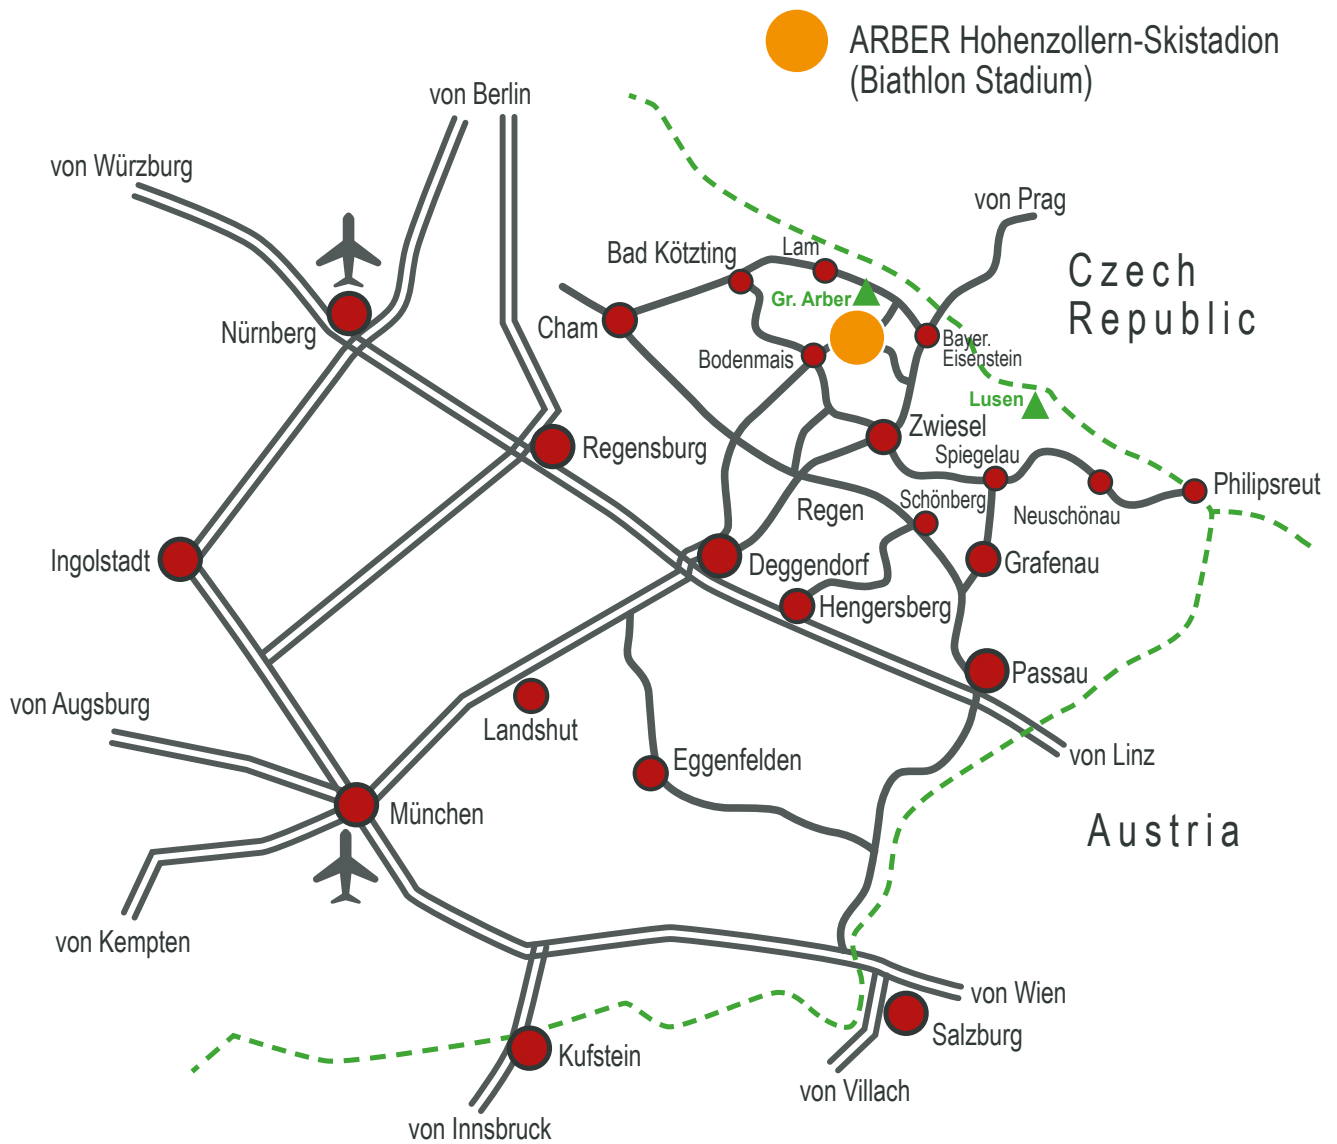 ARBER Hohenzollern-Skistadion
(Biathlon Stadium)
von Berlin
von Würzburg
von Prag
Bad Kötzting
Lam
Czech
Republic
Gr. Arber
Nürnberg
Cham
Bayer.
Eisenstein
Bodenmais
Lusen
Zwiesel
Regensburg
Spiegelau
Philipsreut
Regen
Schönberg
Neuschönau
Ingolstadt
Deggendorf
Grafenau
Hengersberg
Passau
von Augsburg
Landshut
Eggenfelden
von Linz
München
Austria
von Kempten
von Wien
Salzburg
Kufstein
von Villach
von Innsbruck